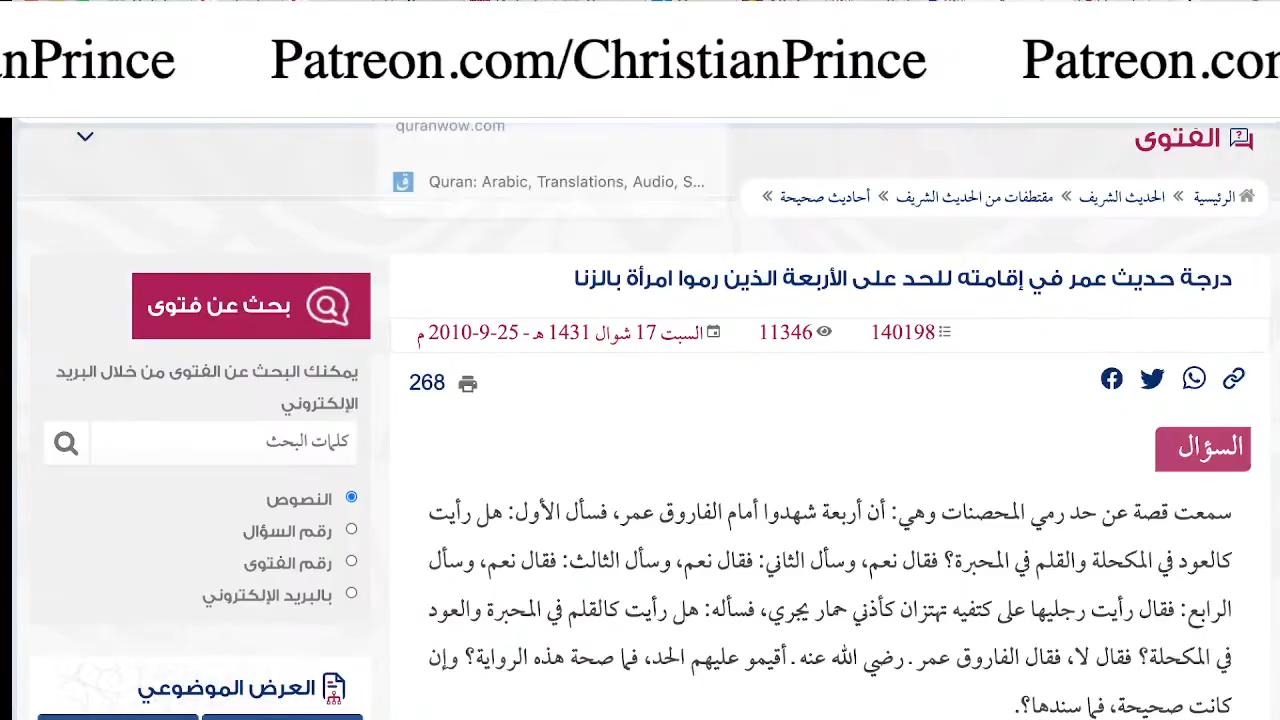 nPrince Patreon.com/ChristianPrince Patreon.cor
quranwow.com
Quran: Arabic, Translations, Audio, S...
الفتوى
الرئيسية » الحديث الشريف » مقتطفات من الحديث الشريف » أحاديث صحيحة »
درجة حديث عمر في إقامته للحد على الأربعة الذين رموا امرأة بالزنا
140198 11346 السبت 17 شوال 1431 هـ - 25-9-2010 م
268
السؤال
سمعت قصة عن حد رمي المحصنات وهي: أن أربعة شهدوا أمام الفاروق عمر، فسأل الأول: هل رأيت
كالعود في المكحلة والقلم في المحبرة؟ فقال نعم، وسأل الثاني: فقال نعم، وسأل الثالث: فقال نعم، وسأل
الرابع: فقال رأيت رجليها على كتفيه تهتزان كأذني حمار يجري، فسأله: هل رأيت كالقلم في المحبرة والعود
في المكحلة؟ فقال لا، فقال الفاروق عمر ـ رضي الله عنه ـ أقيمو عليهم الحد، فما صحة هذه الرواية؟ وإن
كانت صحيحة، فما سندها؟.
بحث عن فتوى
يمكنك البحث عن الفتوى من خلال البريد
الإلكتروني
كلمات البحث
النصوص
رقم السؤال
رقم الفتوى
بالبريد الإلكتروني
العرض الموضوعي